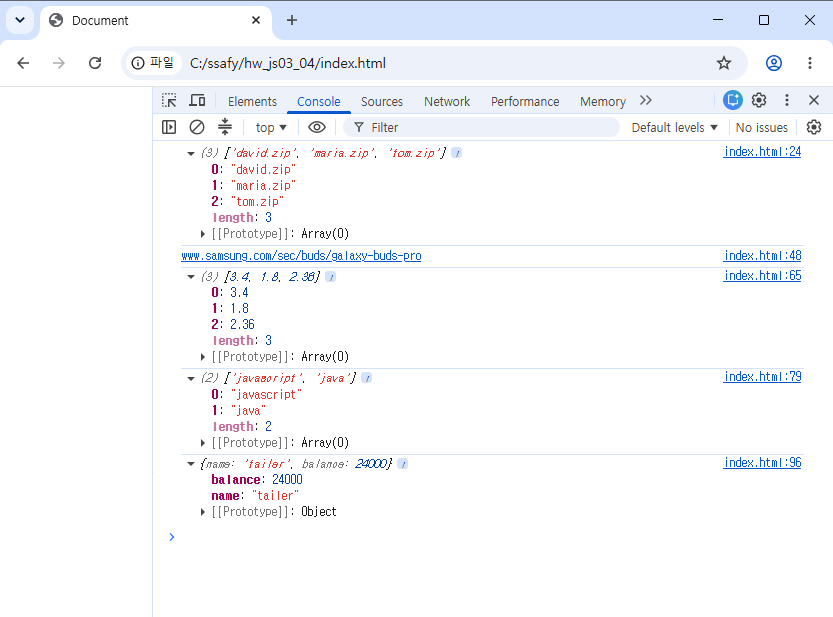 Document
파일 C:/ssafy/hw_js03_04/index.html
Elements Console Sources Network Performance Memory
top Filter Default levels No issues
(3) ['david.zip', 'maria.zip', 'tom.zip'] i index.html:24
0: "david.zip"
1: "maria.zip"
2: "tom.zip"
length: 3
[[Prototype]]: Array(0)
www.samsung.com/sec/buds/galaxy-buds-pro index.html:48
(3) [3.4, 1.8, 2.36] i index.html:65
0: 3.4
1: 1.8
2: 2.36
length: 3
[[Prototype]]: Array(0)
(2) ['javascript', 'java'] i index.html:79
0: "javascript"
1: "java"
length: 2
[[Prototype]]: Array(0)
{name: 'tailer', balance: 24000} i index.html:96
balance: 24000
name: "tailer"
[[Prototype]]: Object